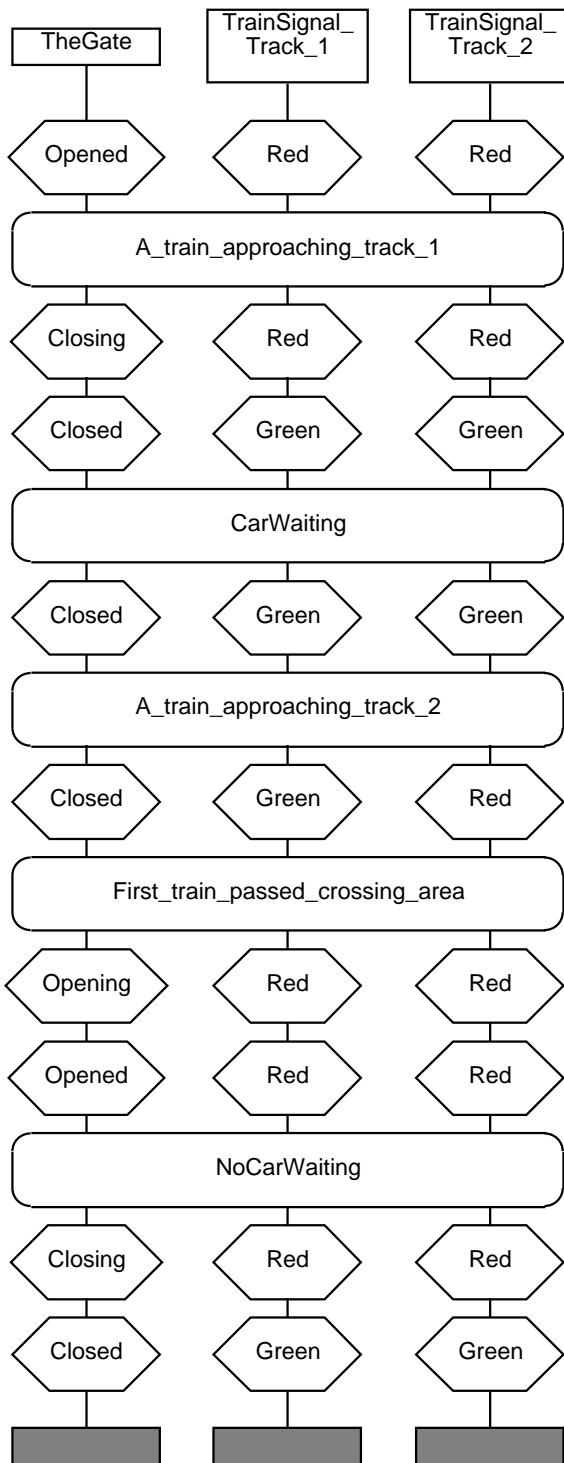 TheGate
TrainSignal_
Track_1
TrainSignal_
Track_2
Opened
Red
Red
A_train_approaching_track_1
Closing
Red
Red
Closed
Green
Green
CarWaiting
Closed
Green
Green
A_train_approaching_track_2
Closed
Green
Red
First_train_passed_crossing_area
Opening
Red
Red
Opened
Red
Red
NoCarWaiting
Closing
Red
Red
Closed
Green
Green